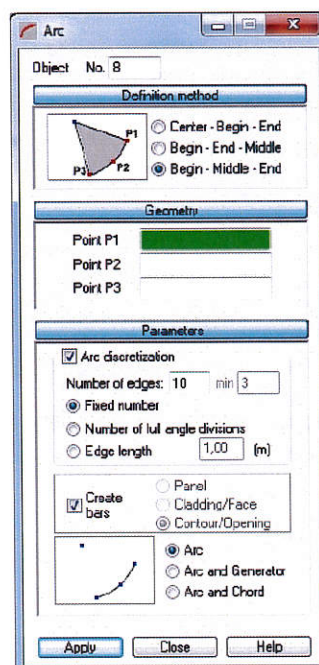 Arc
Object No. 8
Definition method
P1
P2
P3
Center - Begin - End
Begin - End - Middle
Begin - Middle - End
Geometry
Point P1
Point P2
Point P3
Parameters
Arc discretization
Number of edges: 10 min 3
Fixed number
Number of full angle divisions
Edge length 1,00 (m)
Create bars
Panel
Cladding/Face
Contour/Opening
Arc
Arc and Generator
Arc and Chord
Apply Close Help